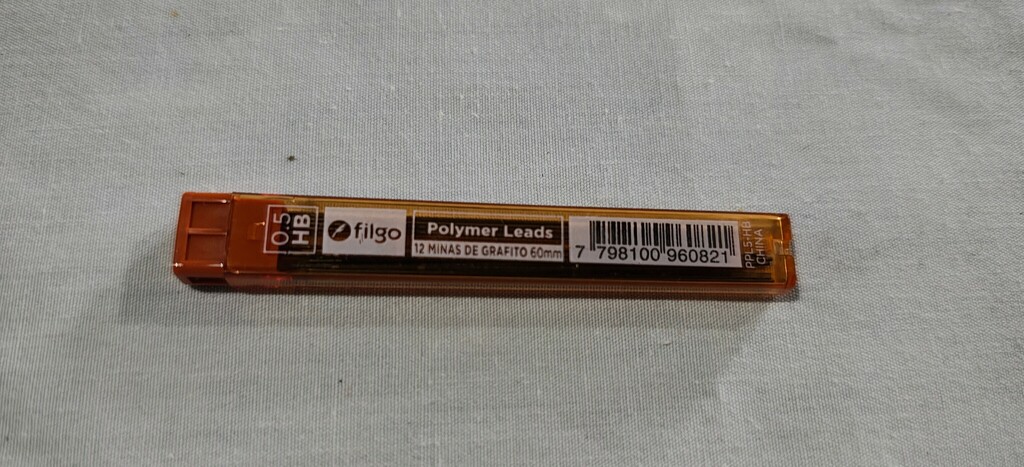 0.5
HB
filgo
Polymer Leads
12 MINAS DE GRAFITO 60mm
7 798100 960821
PPL5-HB
CHINA